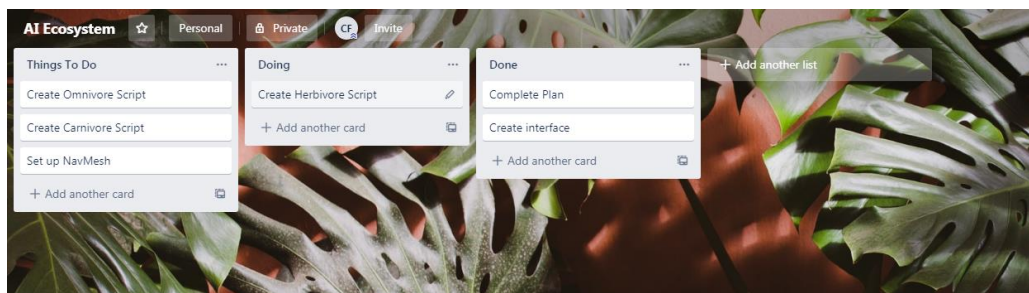 AI Ecosystem
Personal
Private
CF
Invite
Things To Do
Create Omnivore Script
Create Carnivore Script
Set up NavMesh
+ Add another card
Doing
Create Herbivore Script
+ Add another card
Done
Complete Plan
Create interface
+ Add another card
+ Add another list